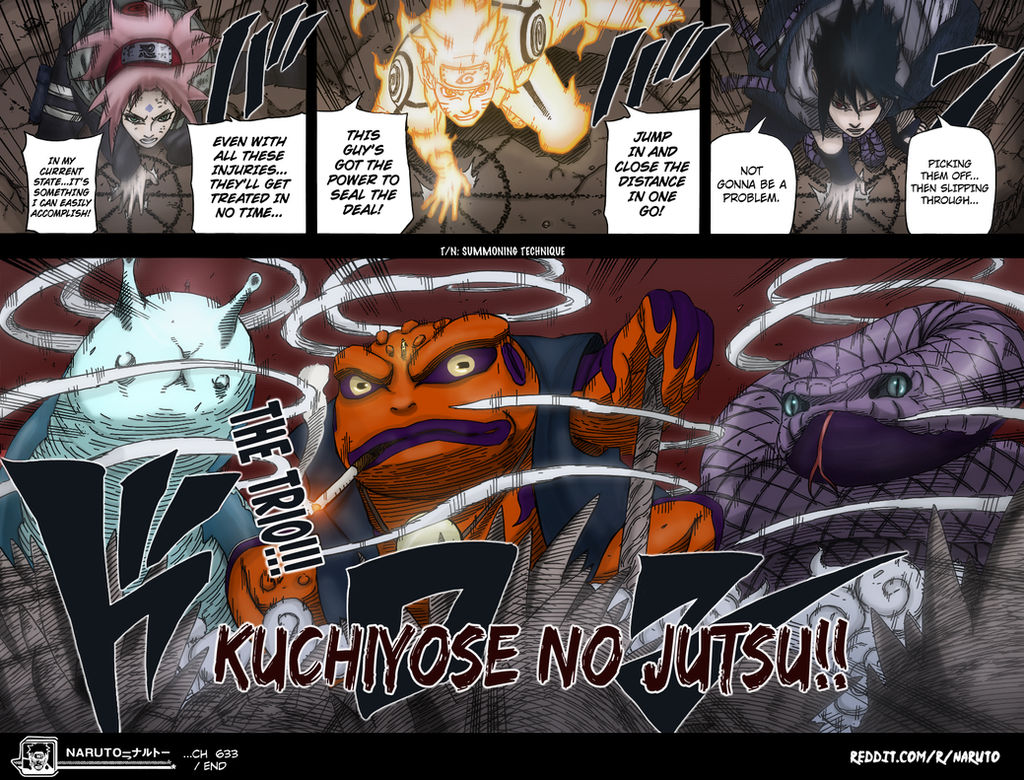 PICKING
THEM OFF...
THEN SLIPPING
THROUGH...
NOT
GONNA BE A
PROBLEM.
JUMP
IN AND
CLOSE THE
DISTANCE
IN ONE
GO!
THIS
GUY'S
GOT THE
POWER TO
SEAL THE
DEAL!
EVEN WITH
ALL THESE
INJURIES...
THEY'LL GET
TREATED IN
NO TIME...
IN MY
CURRENT
STATE...IT'S
SOMETHING
I CAN EASILY
ACCOMPLISH!
T/N: SUMMONING TECHNIQUE
THE TRIO!!!
ドロン
KUCHIYOSE NO JUTSU!!
NARUTO—ナルト—
...CH 633
/ END
REDDIT.COM/R/NARUTO